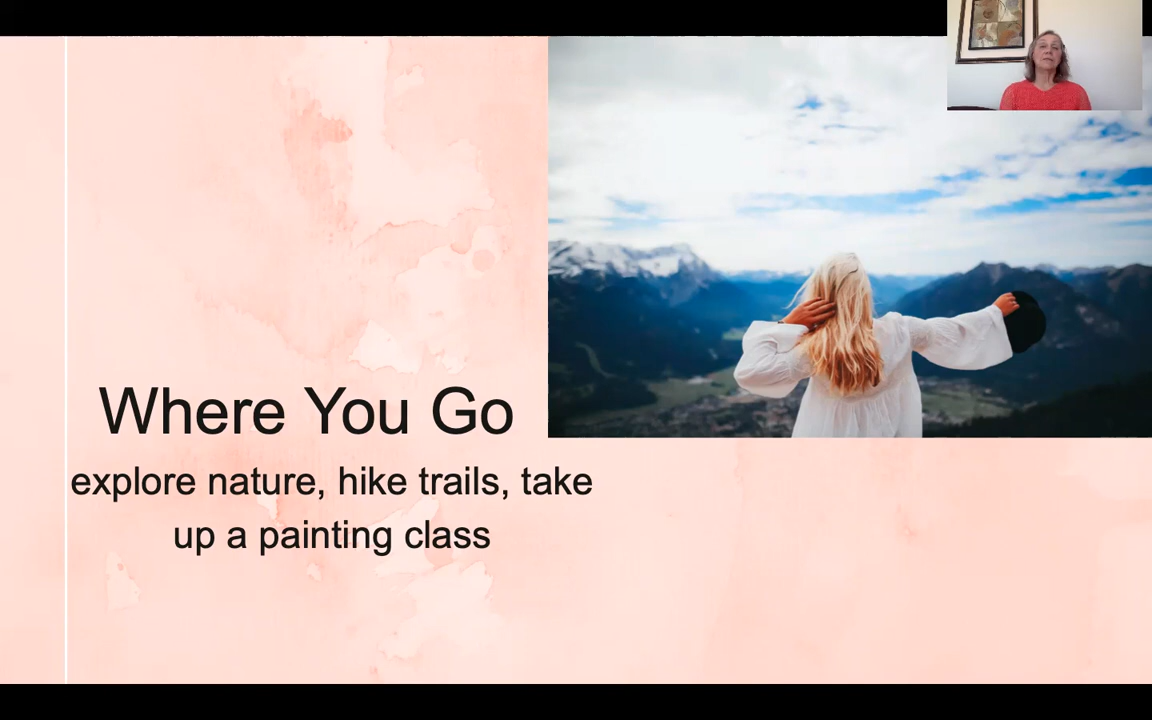 Where You Go
explore nature, hike trails, take
up a painting class